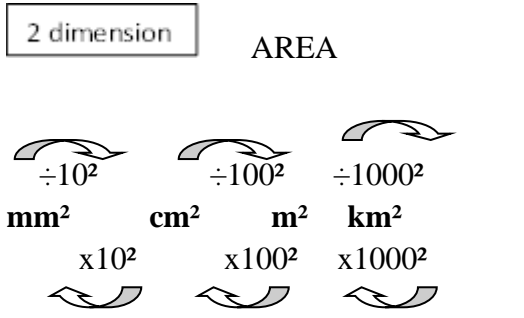 2 dimension
AREA
÷10² ÷100² ÷1000²
mm² cm² m² km²
x10² x100² x1000²